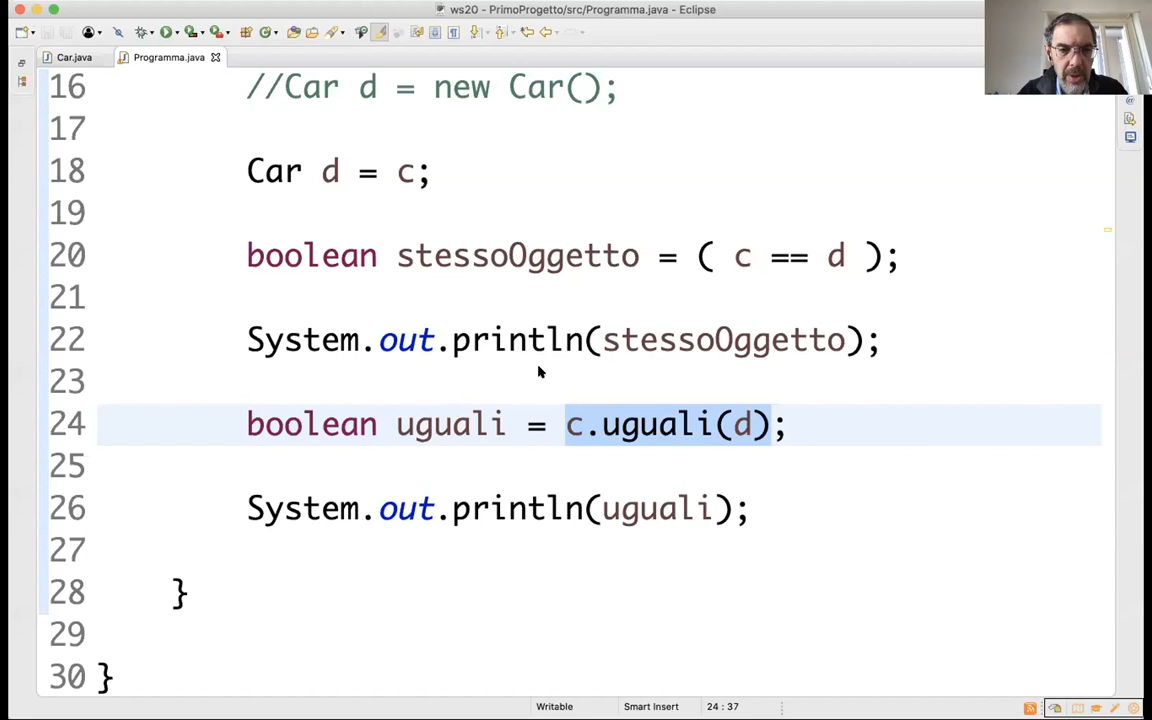 ws20 - PrimoProgetto/src/Programma.java - Eclipse
Car.java
Programma.java
16 //Car d = new Car();
17
18 Car d = c;
19
20 boolean stessoOggetto = ( c == d );
21
22 System.out.println(stessoOggetto);
23
24 boolean uguali = c.uguali(d);
25
26 System.out.println(uguali);
27
28 }
29
30 }
Writable
Smart Insert
24 : 37